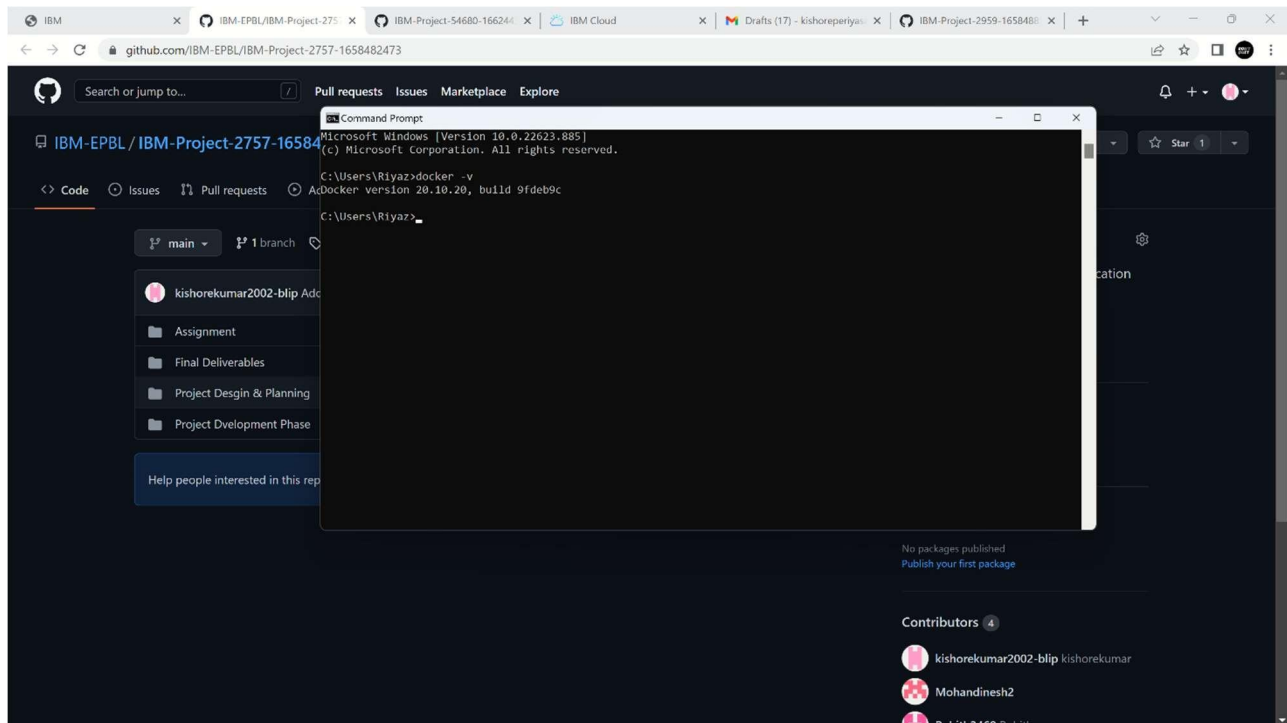 IBM
IBM-EPBL/IBM-Project-275
IBM-Project-54680-166244
IBM Cloud
Drafts (17) - kishoreperiyas
IBM-Project-2959-1658488
github.com/IBM-EPBL/IBM-Project-2757-1658482473
Search or jump to... /
Pull requests Issues Marketplace Explore
IBM-EPBL / IBM-Project-2757-16584
Star 1
Code Issues Pull requests Ac
main 1 branch
cation
kishorekumar2002-blip Add
Assignment
Final Deliverables
Project Desgin & Planning
Project Dvelopment Phase
Help people interested in this rep
Command Prompt
Microsoft Windows [Version 10.0.22623.885]
(c) Microsoft Corporation. All rights reserved.
C:\Users\Riyaz>docker -v
Docker version 20.10.20, build 9fdeb9c
C:\Users\Riyaz>
No packages published
Publish your first package
Contributors 4
kishorekumar2002-blip kishorekumar
Mohandinesh2